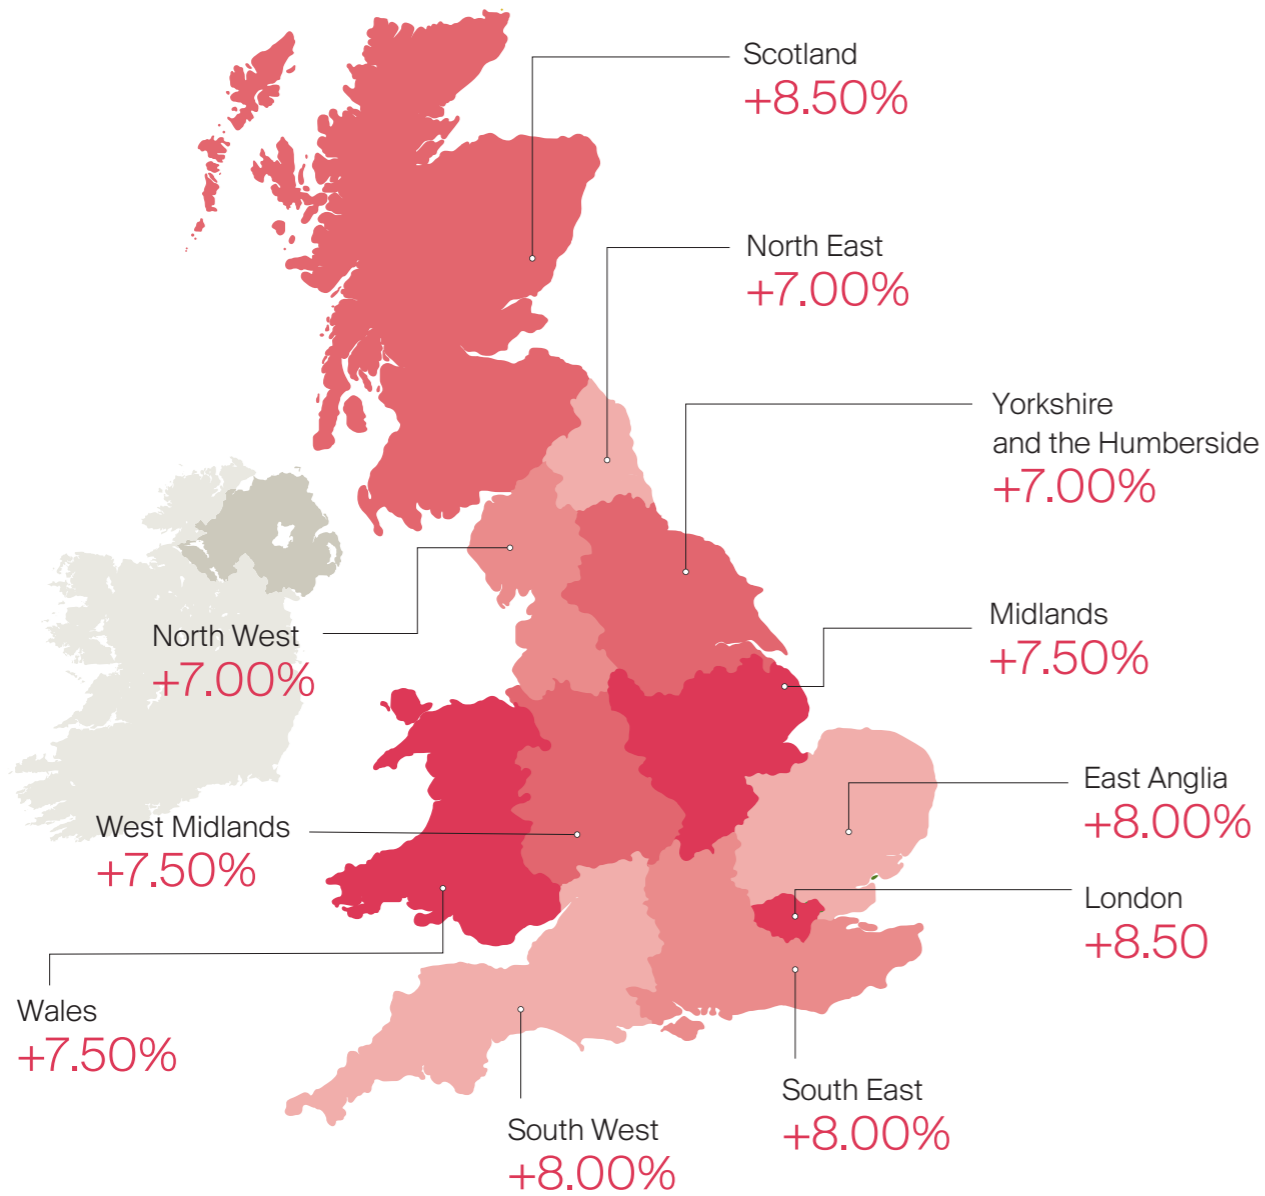 Scotland
+8.50%
North East
+7.00%
Yorkshire
and the Humberside
+7.00%
North West
+7.00%
Midlands
+7.50%
East Anglia
+8.00%
West Midlands
+7.50%
London
+8.50
Wales
+7.50%
South East
+8.00%
South West
+8.00%